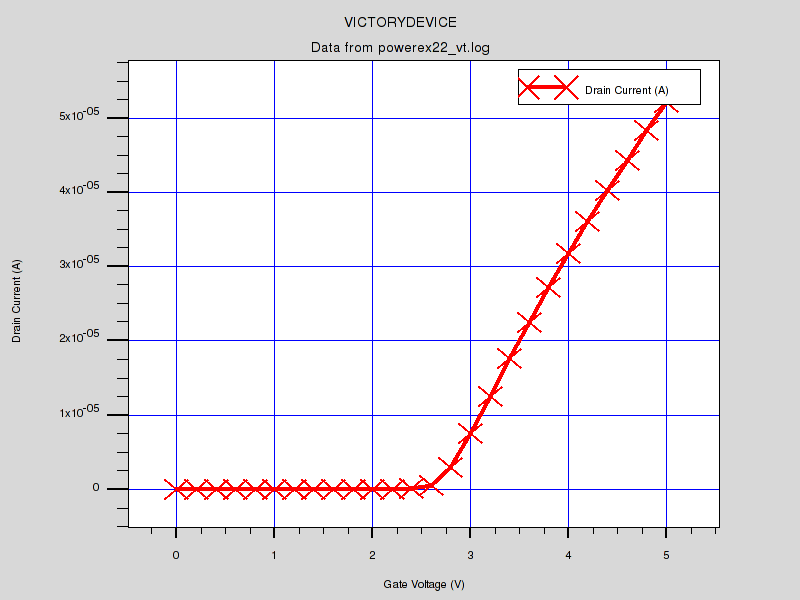 VICTORYDEVICE
Data from powerex22_vt.log
Drain Current (A)
5x10-05
4x10-05
3x10-05
2x10-05
1x10-05
0
Drain Current (A)
0 1 2 3 4 5
Gate Voltage (V)